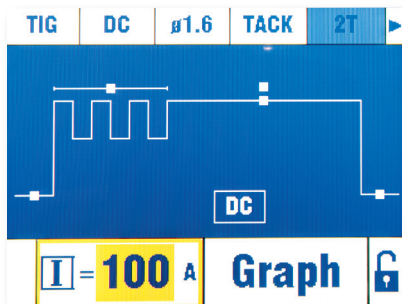 TIG DC ø1.6 TACK 2T
DC
I = 100 A Graph